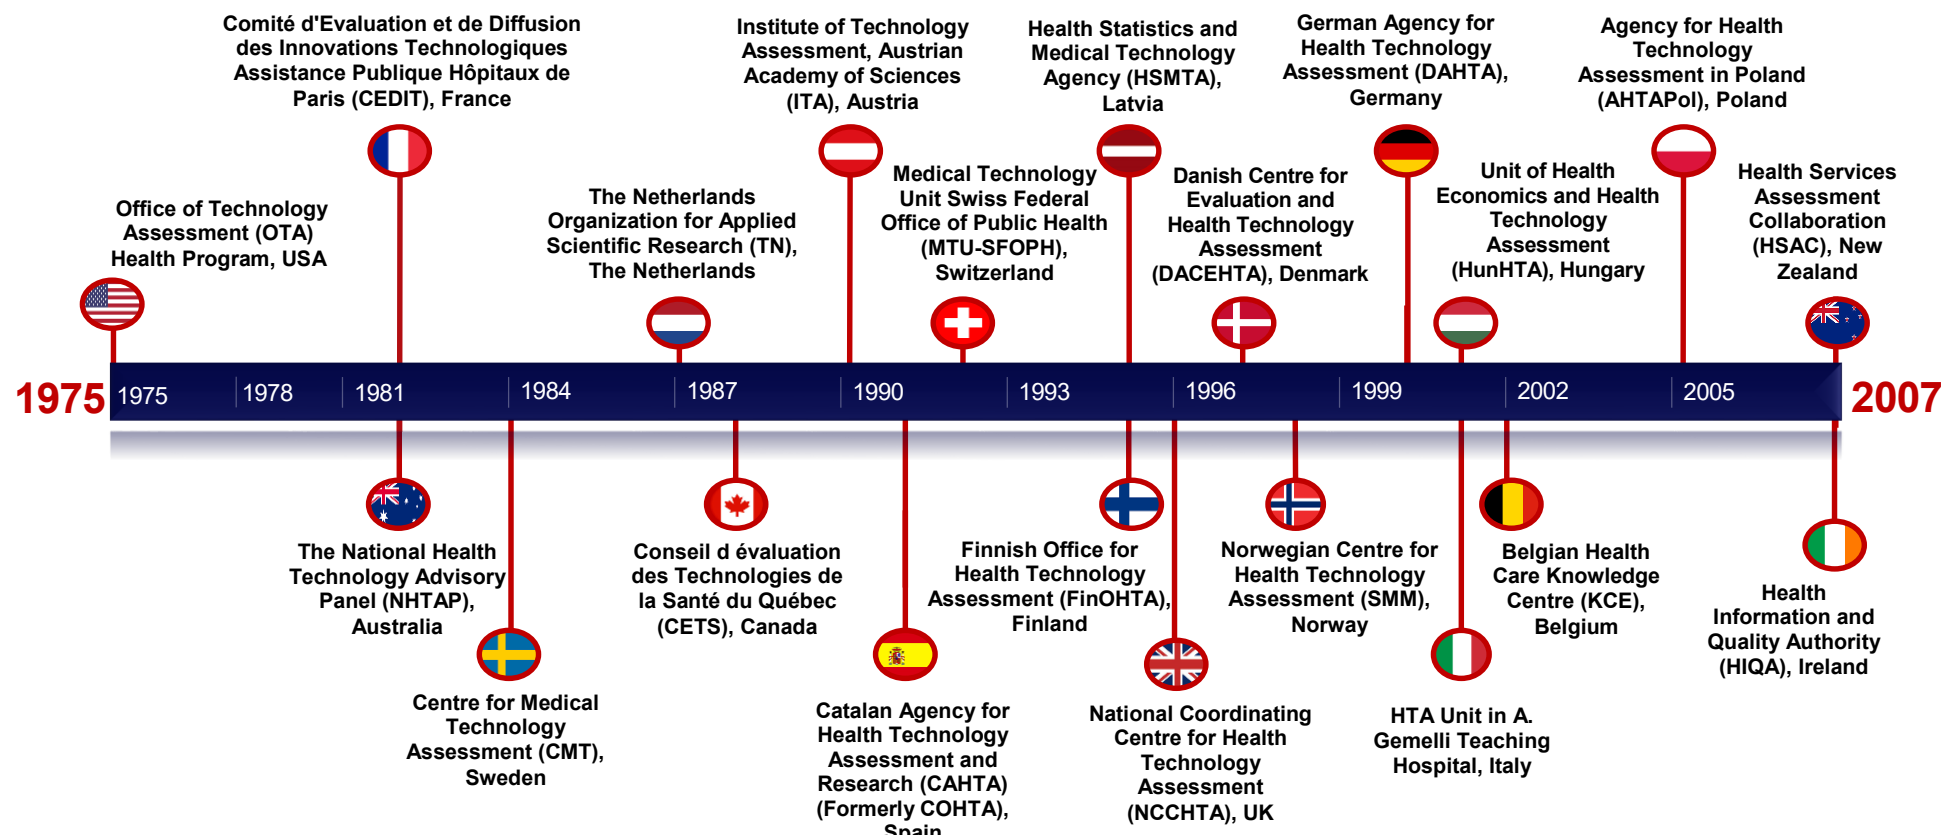 Comité d'Evaluation et de Diffusion
des Innovations Technologiques
Assistance Publique Hôpitaux de
Paris (CEDIT), France
Institute of Technology
Assessment, Austrian
Academy of Sciences
(ITA), Austria
Health Statistics and
Medical Technology
Agency (HSMTA),
Latvia
German Agency for
Health Technology
Assessment (DAHTA),
Germany
Agency for Health
Technology
Assessment in Poland
(AHTAPol), Poland
Office of Technology
Assessment (OTA)
Health Program, USA
The Netherlands
Organization for Applied
Scientific Research (TN),
The Netherlands
Medical Technology
Unit Swiss Federal
Office of Public Health
(MTU-SFOPH),
Switzerland
Danish Centre for
Evaluation and
Health Technology
Assessment
(DACEHTA), Denmark
Unit of Health
Economics and Health
Technology
Assessment
(HunHTA), Hungary
Health Services
Assessment
Collaboration
(HSAC), New
Zealand
1975 1975 1978 1981 1984 1987 1990 1993 1996 1999 2002 2005 2007
The National Health
Technology Advisory
Panel (NHTAP),
Australia
Conseil d évaluation
des Technologies de
la Santé du Québec
(CETS), Canada
Finnish Office for
Health Technology
Assessment (FinOHTA),
Finland
Norwegian Centre for
Health Technology
Assessment (SMM),
Norway
Belgian Health
Care Knowledge
Centre (KCE),
Belgium
Health
Information and
Quality Authority
(HIQA), Ireland
Centre for Medical
Technology
Assessment (CMT),
Sweden
Catalan Agency for
Health Technology
Assessment and
Research (CAHTA)
(Formerly COHTA),
Spain
National Coordinating
Centre for Health
Technology
Assessment
(NCCHTA), UK
HTA Unit in A.
Gemelli Teaching
Hospital, Italy